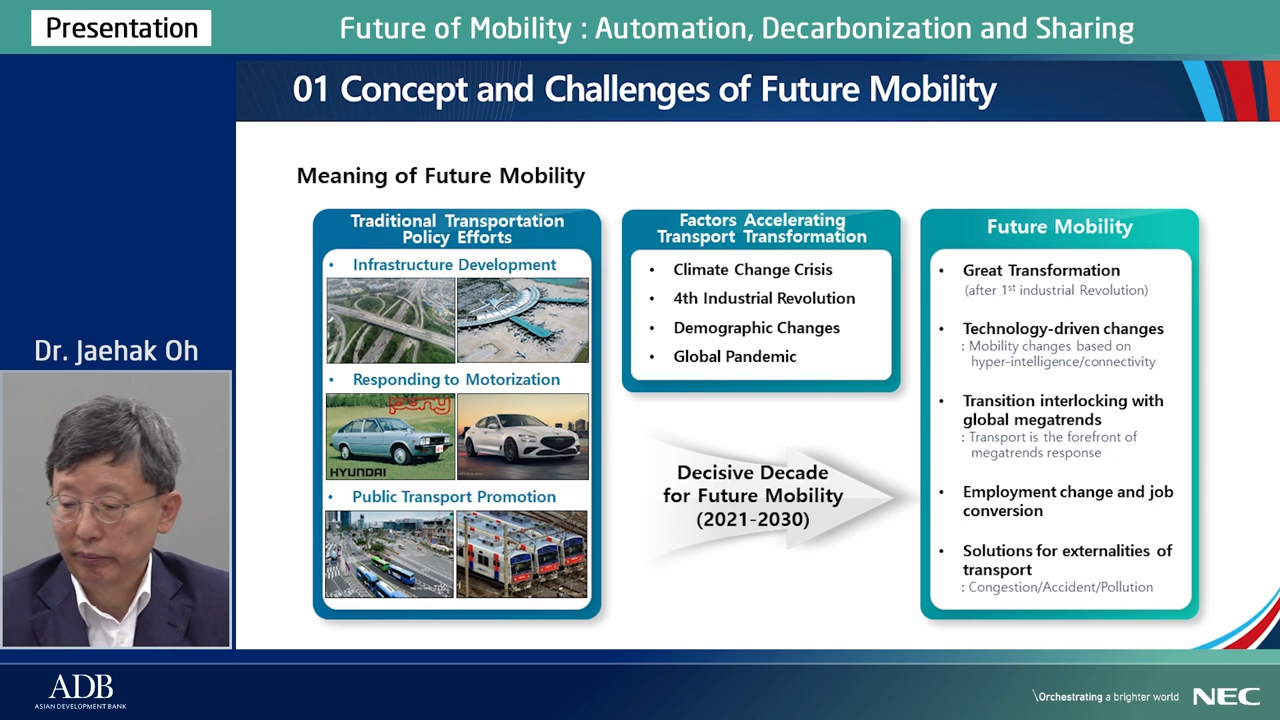 Presentation
Future of Mobility : Automation, Decarbonization and Sharing
01 Concept and Challenges of Future Mobility
Meaning of Future Mobility
Traditional Transportation
Policy Efforts
• Infrastructure Development
• Responding to Motorization
pony
HYUNDAI
• Public Transport Promotion
Factors Accelerating
Transport Transformation
• Climate Change Crisis
• 4th Industrial Revolution
• Demographic Changes
• Global Pandemic
Decisive Decade
for Future Mobility
(2021-2030)
Future Mobility
• Great Transformation
(after 1st industrial Revolution)
• Technology-driven changes
: Mobility changes based on
hyper-intelligence/connectivity
• Transition interlocking with
global megatrends
: Transport is the forefront of
megatrends response
• Employment change and job
conversion
• Solutions for externalities of
transport
: Congestion/Accident/Pollution
Dr. Jaehak Oh
ADB
ASIAN DEVELOPMENT BANK
\Orchestrating a brighter world
NEC